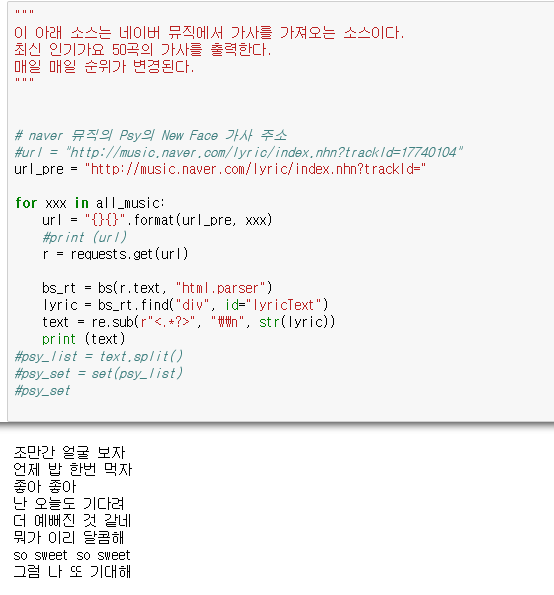 """
이 아래 소스는 네이버 뮤직에서 가사를 가져오는 소스이다.
최신 인기가요 50곡의 가사를 출력한다.
매일 매일 순위가 변경된다.
"""
# naver 뮤직의 Psy의 New Face 가사 주소
#url = "http://music.naver.com/lyric/index.nhn?trackId=17740104"
url_pre = "http://music.naver.com/lyric/index.nhn?trackId="
for xxx in all_music:
    url = "{}{}".format(url_pre, xxx)
    #print (url)
    r = requests.get(url)
    bs_rt = bs(r.text, "html.parser")
    lyric = bs_rt.find("div", id="lyricText")
    text = re.sub(r"<.*?>", "₩₩n", str(lyric))
    print (text)
#psy_list = text.split()
#psy_set = set(psy_list)
#psy_set
조만간 얼굴 보자
언제 밥 한번 먹자
좋아 좋아
난 오늘도 기다려
더 예뻐진 것 같네
뭐가 이리 달콤해
so sweet so sweet
그럼 나 또 기대해